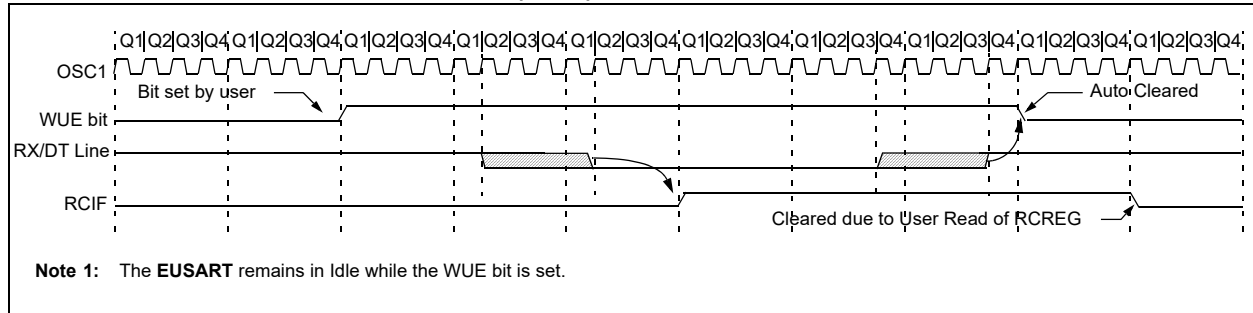 Q1 Q2 Q3 Q4 Q1 Q2 Q3 Q4 Q1 Q2 Q3 Q4 Q1 Q2 Q3 Q4 Q1 Q2 Q3 Q4 Q1 Q2 Q3 Q4 Q1 Q2 Q3 Q4 Q1 Q2 Q3 Q4 Q1 Q2 Q3 Q4 Q1 Q2 Q3 Q4
OSC1
Bit set by user
Auto Cleared
WUE bit
RX/DT Line
RCIF
Cleared due to User Read of RCREG
Note 1: The EUSART remains in Idle while the WUE bit is set.